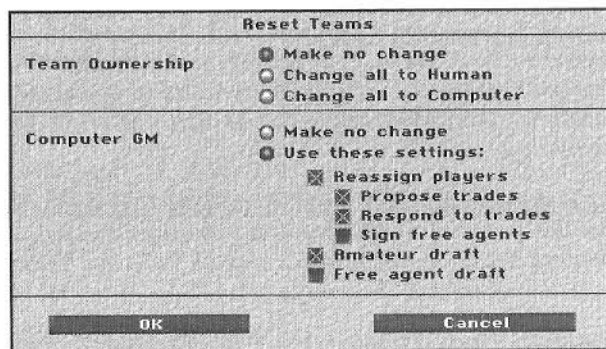 Reset Teams
Team Ownership
Make no change
Change all to Human
Change all to Computer
Computer GM
Make no change
Use these settings:
Reassign players
Propose trades
Respond to trades
Sign free agents
Amateur draft
Free agent draft
OK
Cancel